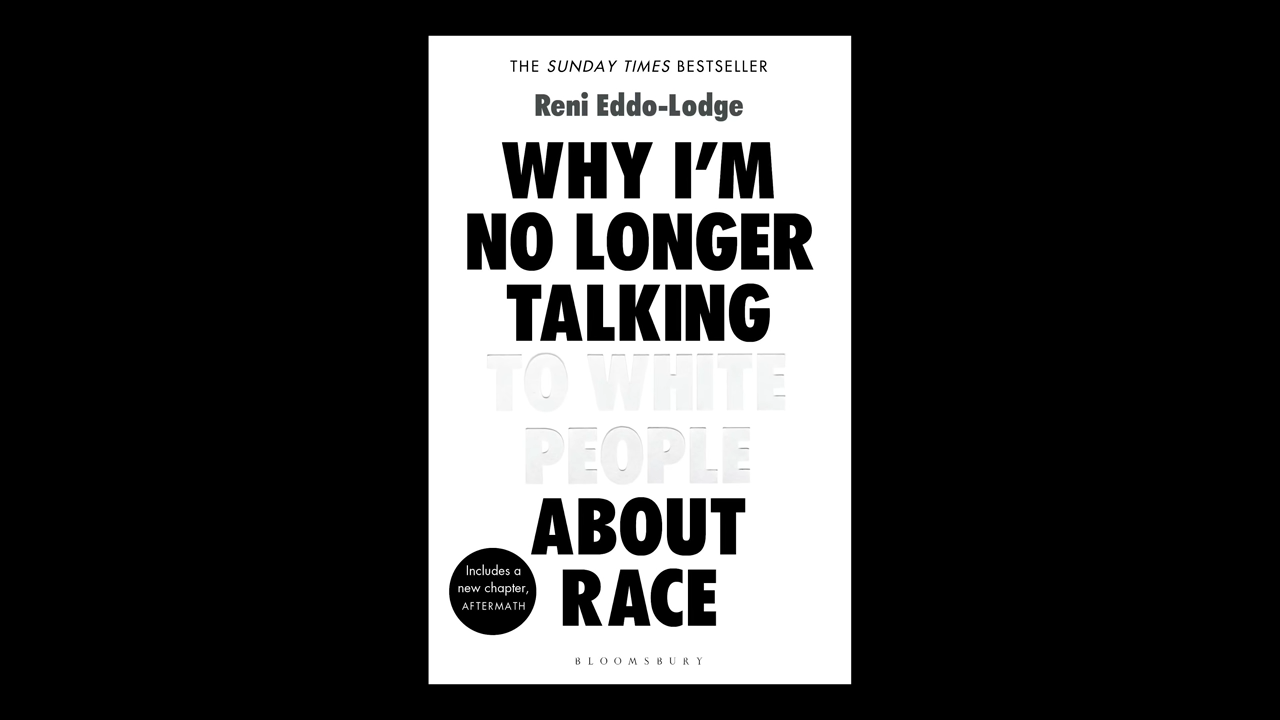 THE SUNDAY TIMES BESTSELLER
Reni Eddo-Lodge
WHY I’M
NO LONGER
TALKING
TO WHITE
PEOPLE
ABOUT
RACE
Includes a
new chapter,
AFTERMATH
BLOOMSBURY